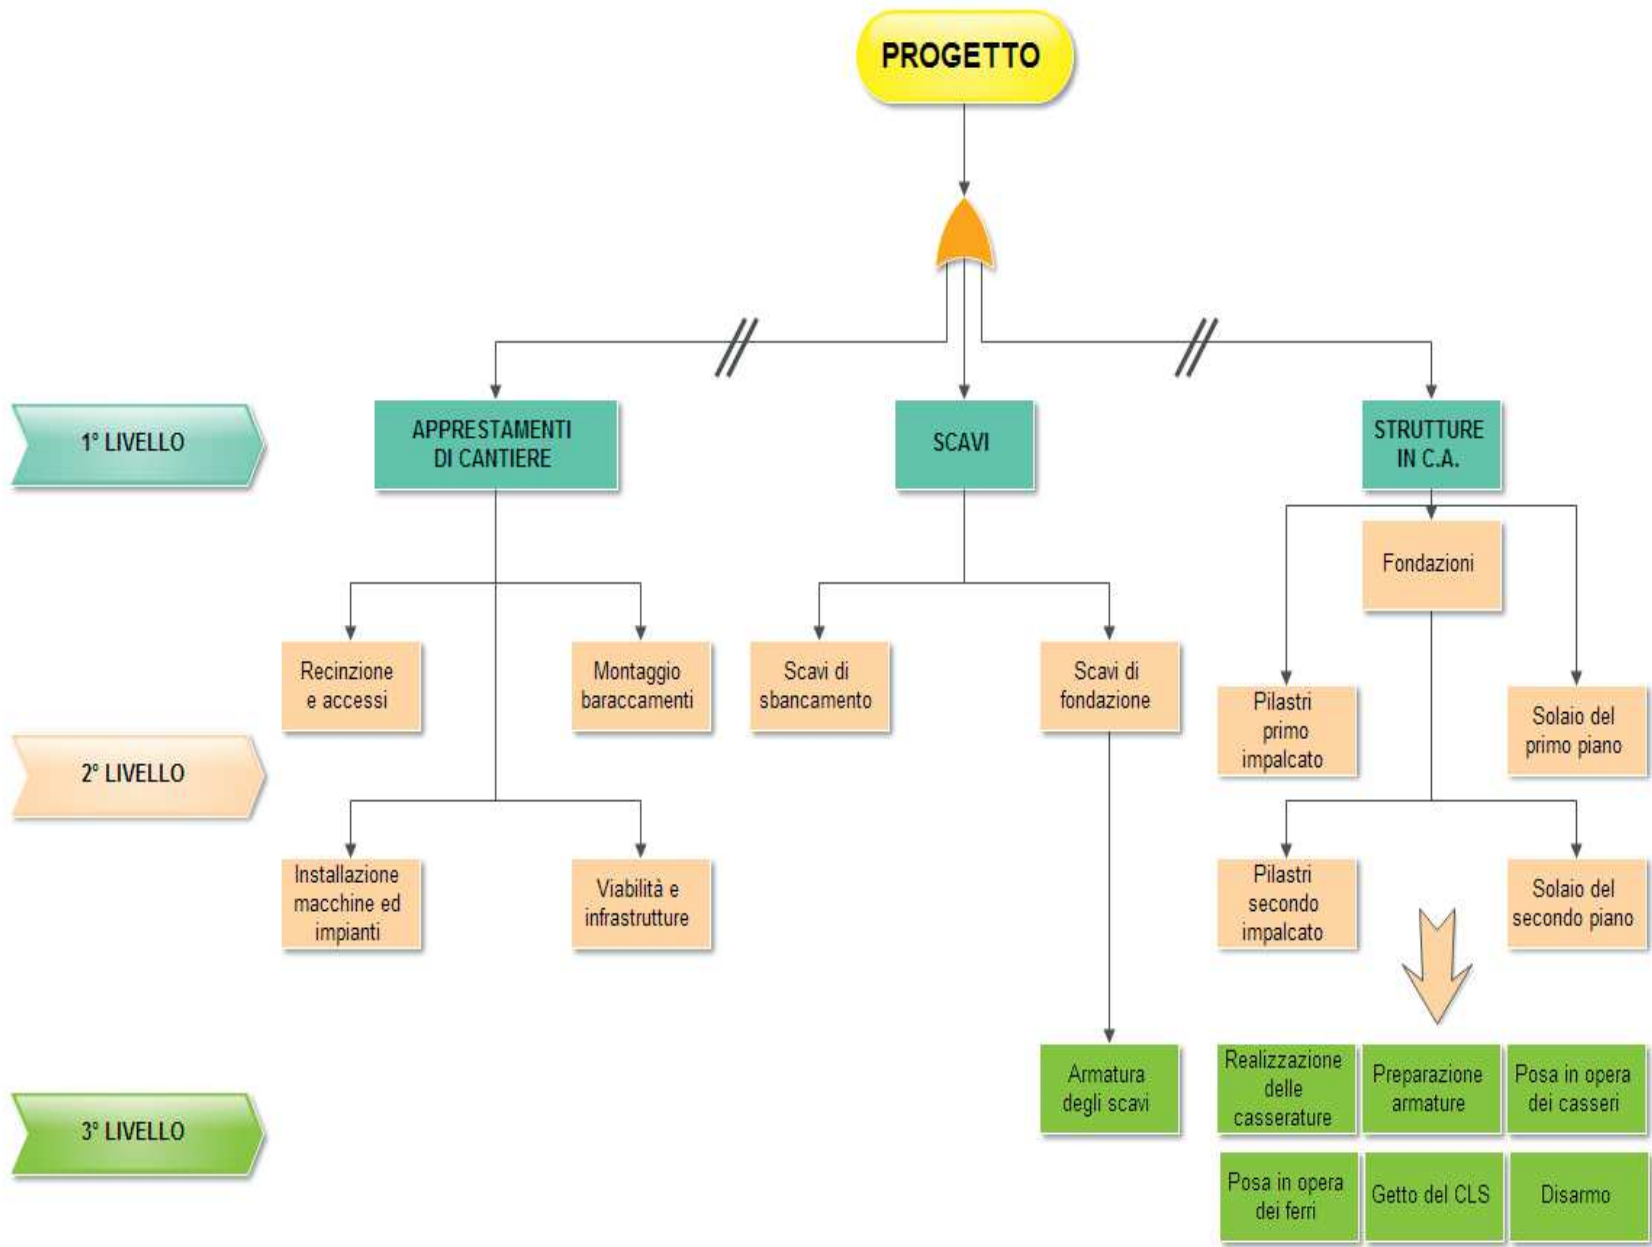 PROGETTO
1° LIVELLO
APPRESTAMENTI
DI CANTIERE
SCAVI
STRUTTURE
IN C.A.
Fondazioni
Recinzione
e accessi
Montaggio
baraccamenti
Scavi di
sbancamento
Scavi di
fondazione
Pilastri
primo
impalcato
Solaio del
primo piano
2° LIVELLO
Installazione
macchine ed
impianti
Viabilità e
infrastrutture
Pilastri
secondo
impalcato
Solaio del
secondo piano
3° LIVELLO
Armatura
degli scavi
Realizzazione
delle
casserature
Preparazione
armature
Posa in opera
dei casseri
Posa in opera
dei ferri
Getto del CLS
Disarmo